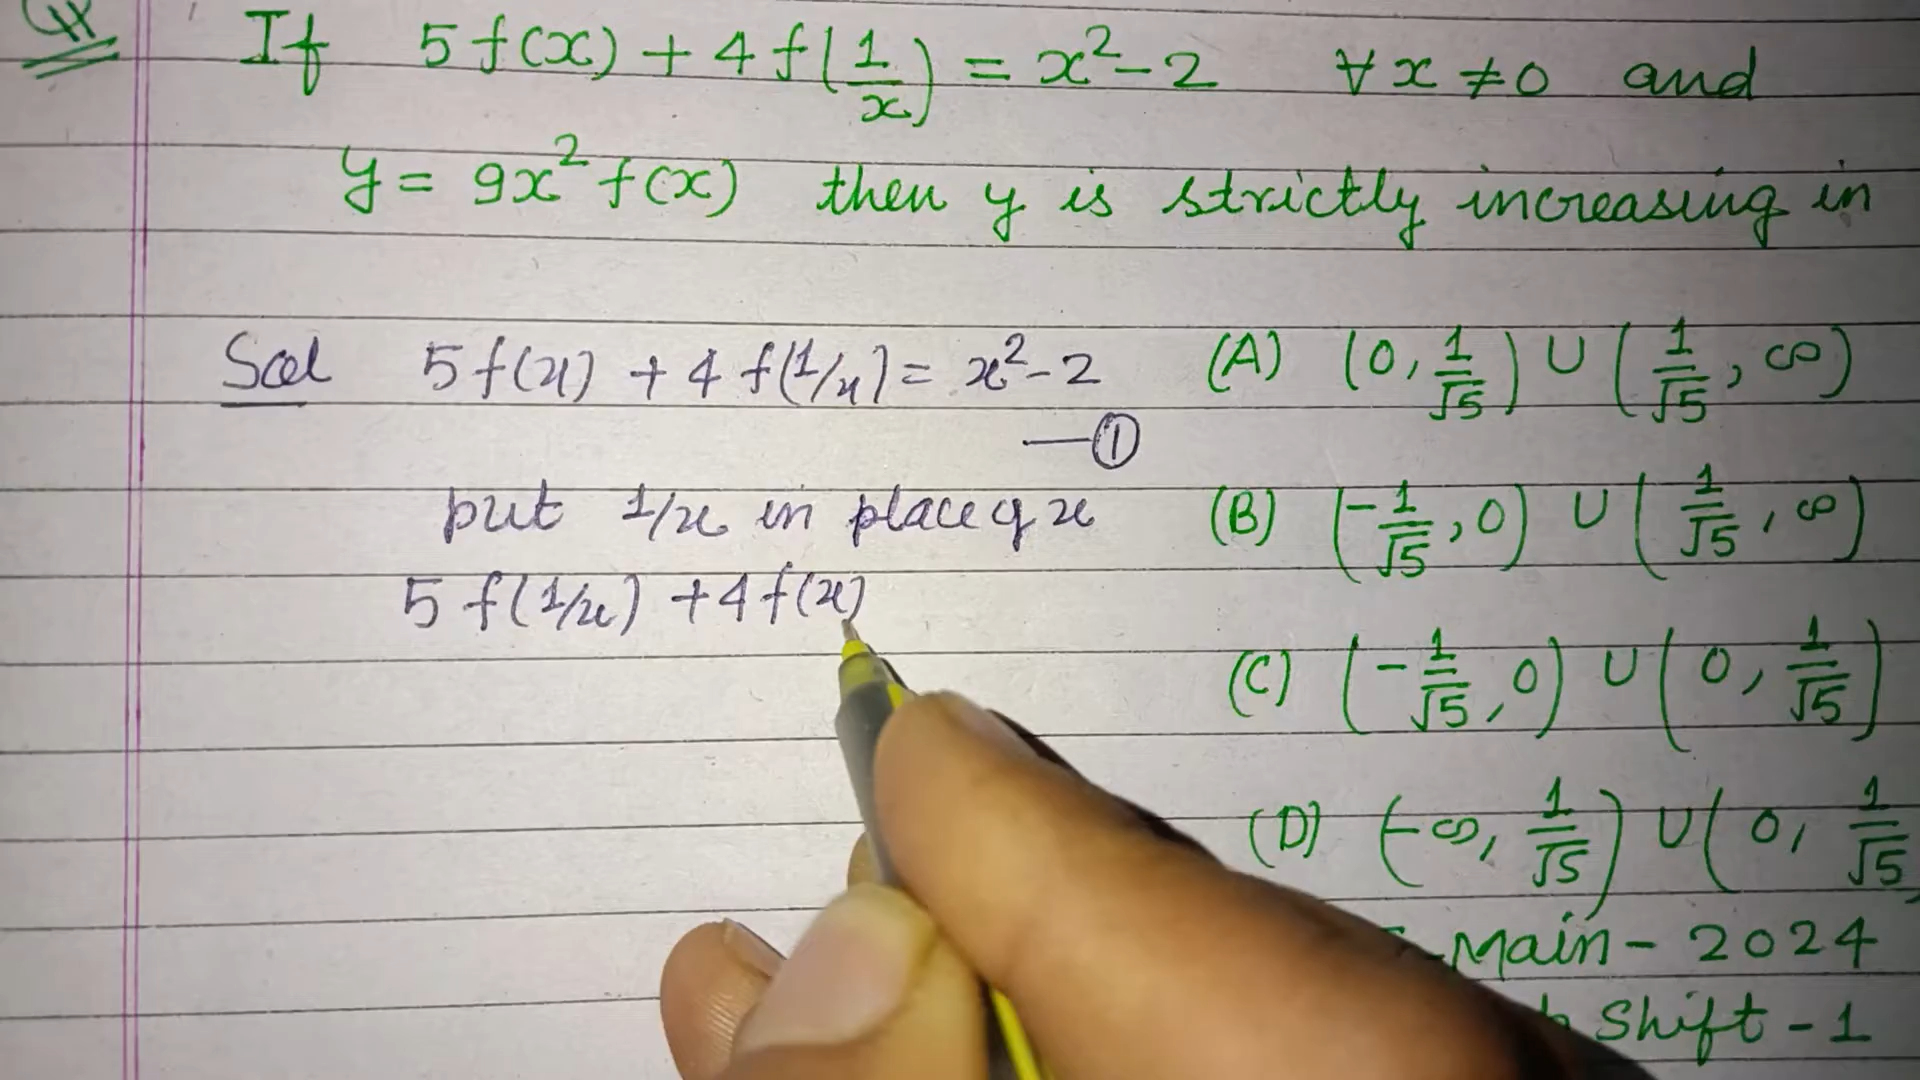 If 5f(x) + 4f(1/x) = x² - 2 ∀ x ≠ 0 and
y = 9x² f(x) then y is strictly increasing in
Sol 5f(x) + 4f(1/x) = x² - 2
—①
put 1/x in place of x
5f(1/x) + 4f(x)
(A) (0, 1/√5) ∪ (1/√5, ∞)
(B) (-1/√5, 0) ∪ (1/√5, ∞)
(C) (-1/√5, 0) ∪ (0, 1/√5)
(D) (-∞, 1/√5) ∪ (0, 1/√5
Main - 2024
Shift - 1